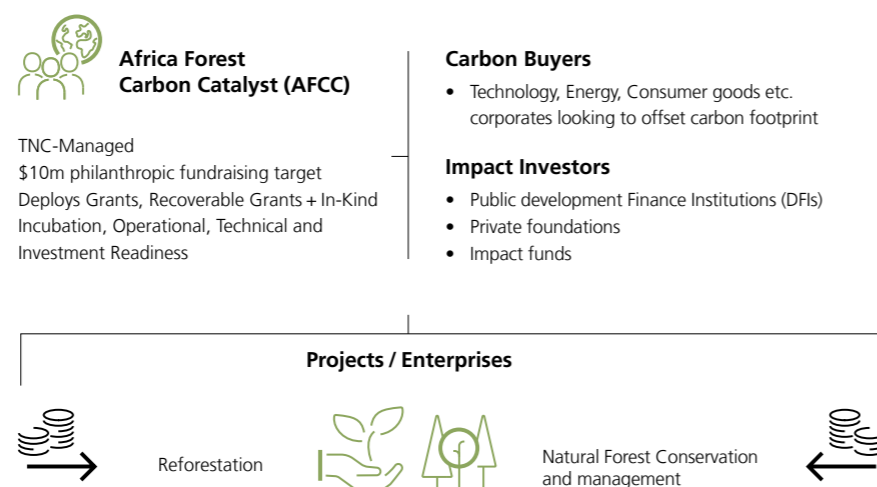 Africa Forest
Carbon Catalyst (AFCC)
TNC-Managed
$10m philanthropic fundraising target
Deploys Grants, Recoverable Grants + In-Kind
Incubation, Operational, Technical and
Investment Readiness
Carbon Buyers
• Technology, Energy, Consumer goods etc.
corporates looking to offset carbon footprint
Impact Investors
• Public development Finance Institutions (DFIs)
• Private foundations
• Impact funds
Projects / Enterprises
Reforestation
Natural Forest Conservation
and management